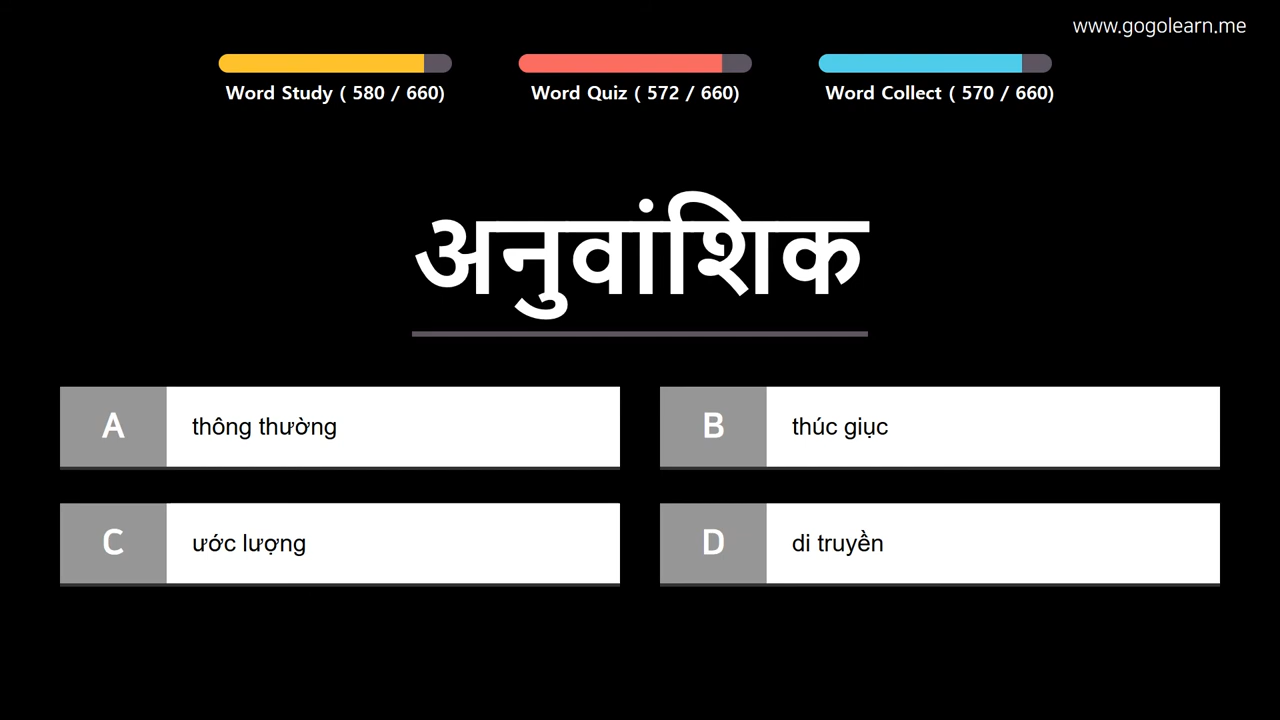 www.gogolearn.me
Word Study ( 580 / 660)
Word Quiz ( 572 / 660)
Word Collect ( 570 / 660)
अनुवांशिक
A thông thường
B thúc giục
C ước lượng
D di truyền